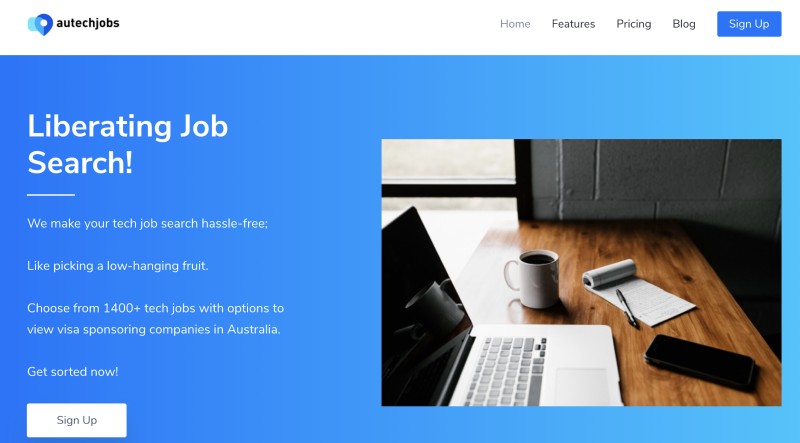 autechjobs
Home Features Pricing Blog Sign Up
Liberating Job
Search!
We make your tech job search hassle-free;
Like picking a low-hanging fruit.
Choose from 1400+ tech jobs with options to
view visa sponsoring companies in Australia.
Get sorted now!
Sign Up